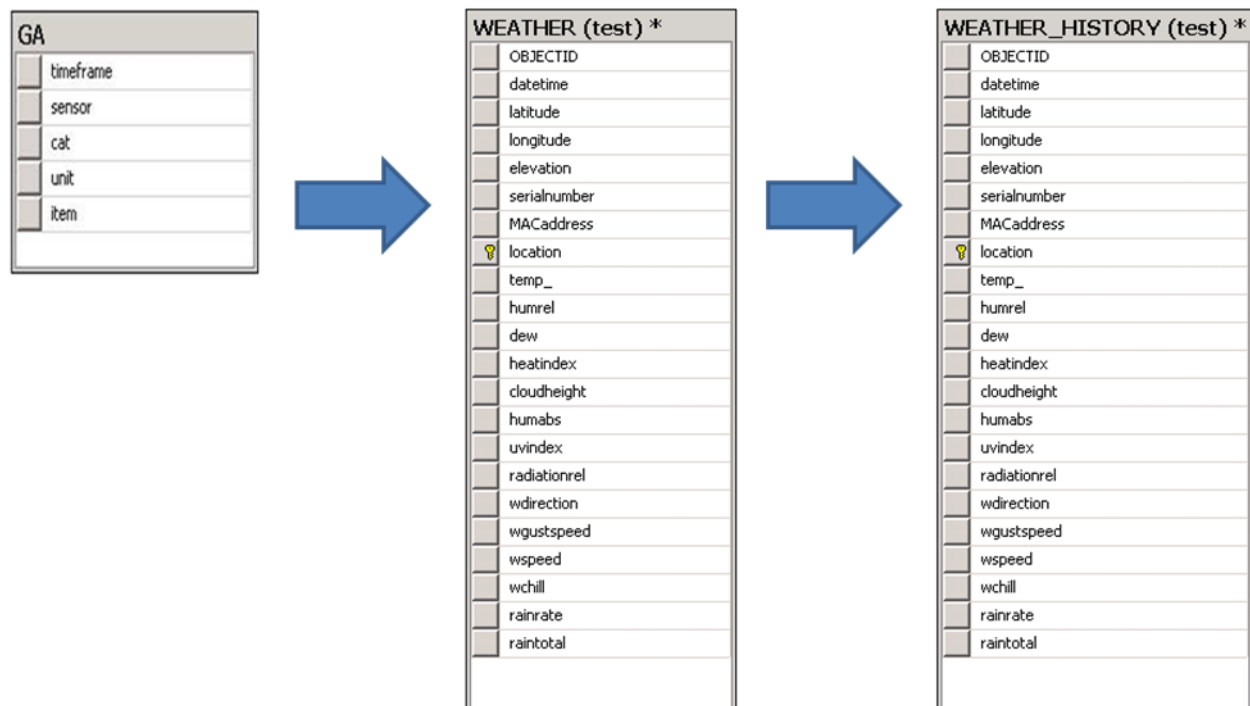 GA
timeframe
sensor
cat
unit
item
WEATHER (test) *
OBJECTID
datetime
latitude
longitude
elevation
serialnumber
MACaddress
location
temp_
humrel
dew
heatindex
cloudheight
humabs
uvindex
radiationrel
wdirection
wgustspeed
wspeed
wchill
rainrate
raintotal
WEATHER_HISTORY (test) *
OBJECTID
datetime
latitude
longitude
elevation
serialnumber
MACaddress
location
temp_
humrel
dew
heatindex
cloudheight
humabs
uvindex
radiationrel
wdirection
wgustspeed
wspeed
wchill
rainrate
raintotal